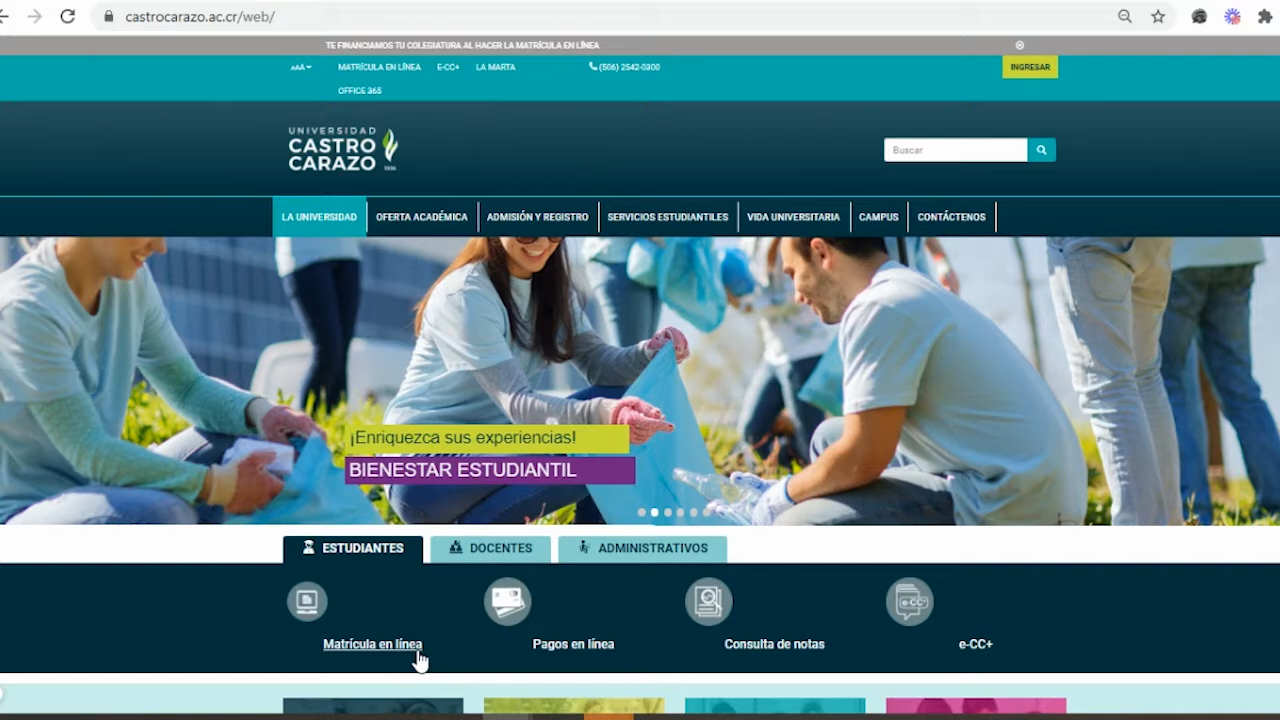 castrocarazo.ac.cr/web/
TE FINANCIAMOS TU COLEGIATURA AL HACER LA MATRÍCULA EN LÍNEA
AAA MATRÍCULA EN LÍNEA E-CC+ LA MARTA (506) 2542-0300 INGRESAR
OFFICE 365
UNIVERSIDAD
CASTRO
CARAZO
Buscar
LA UNIVERSIDAD OFERTA ACADÉMICA ADMISIÓN Y REGISTRO SERVICIOS ESTUDIANTILES VIDA UNIVERSITARIA CAMPUS CONTÁCTENOS
¡Enriquezca sus experiencias!
BIENESTAR ESTUDIANTIL
ESTUDIANTES DOCENTES ADMINISTRATIVOS
e-CC+
Matrícula en línea Pagos en línea Consulta de notas e-CC+